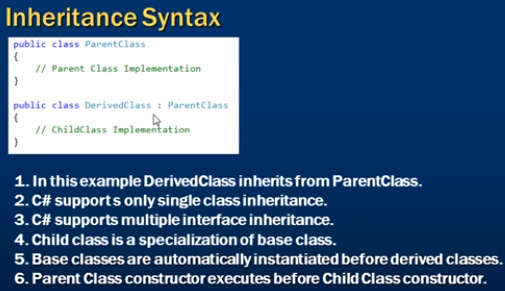 Inheritance Syntax
public class ParentClass
{
// Parent Class Implementation
}
public class DerivedClass : ParentClass
{
// ChildClass Implementation
}
1. In this example DerivedClass inherits from ParentClass.
2. C# support s only single class inheritance.
3. C# supports multiple interface inheritance.
4. Child class is a specialization of base class.
5. Base classes are automatically instantiated before derived classes.
6. Parent Class constructor executes before Child Class constructor.